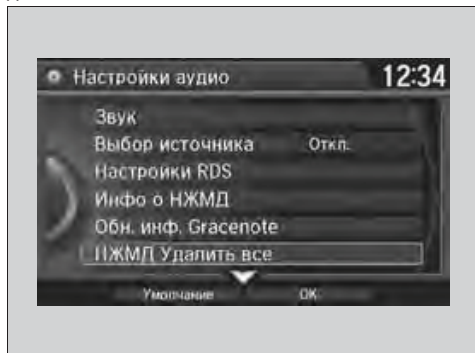 Настройки аудио 12:34
Звук
Выбор источника Откл.
Настройки RDS
Инфо о НЖМД
Обн. инф. Gracenote
НЖМД Удалить все
Умолчание OK